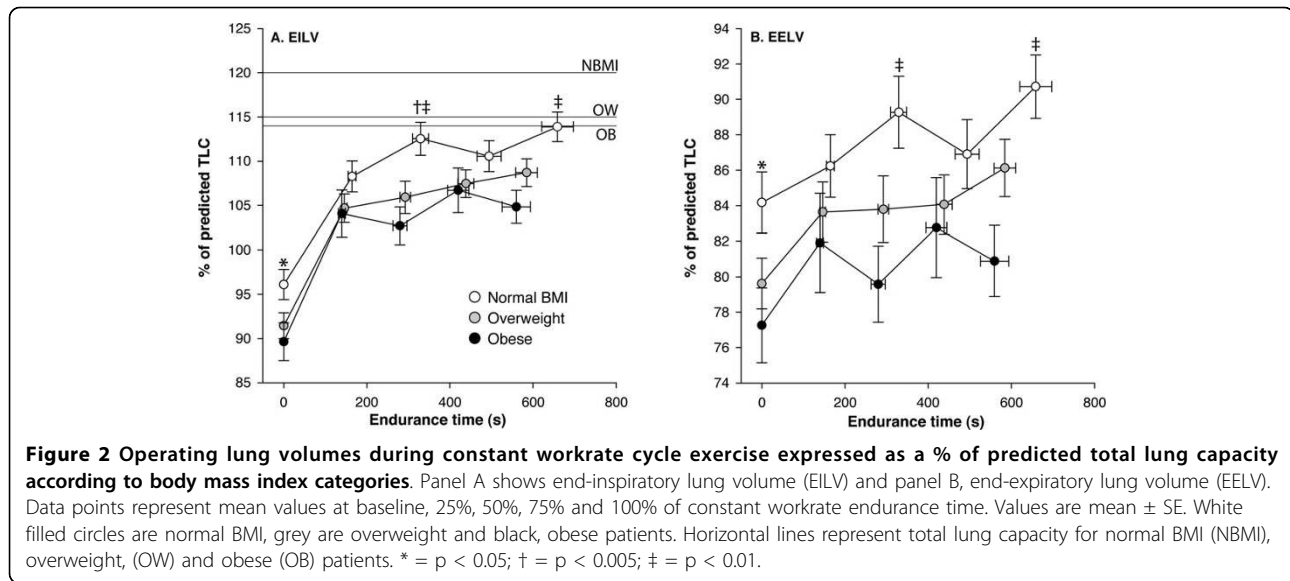 A. EILV
125
120
115
110
105
100
95
90
85
% of predicted TLC
NBMI
OW
OB
†‡
‡
*
Normal BMI
Overweight
Obese
0 200 400 600 800
Endurance time (s)
B. EELV
94
92
90
88
86
84
82
80
78
76
74
% of predicted TLC
‡
‡
*
0 200 400 600 800
Endurance time (s)
Figure 2 Operating lung volumes during constant workrate cycle exercise expressed as a % of predicted total lung capacity
according to body mass index categories. Panel A shows end-inspiratory lung volume (EILV) and panel B, end-expiratory lung volume (EELV).
Data points represent mean values at baseline, 25%, 50%, 75% and 100% of constant workrate endurance time. Values are mean ± SE. White
filled circles are normal BMI, grey are overweight and black, obese patients. Horizontal lines represent total lung capacity for normal BMI (NBMI),
overweight, (OW) and obese (OB) patients. * = p < 0.05; † = p < 0.005; ‡ = p < 0.01.